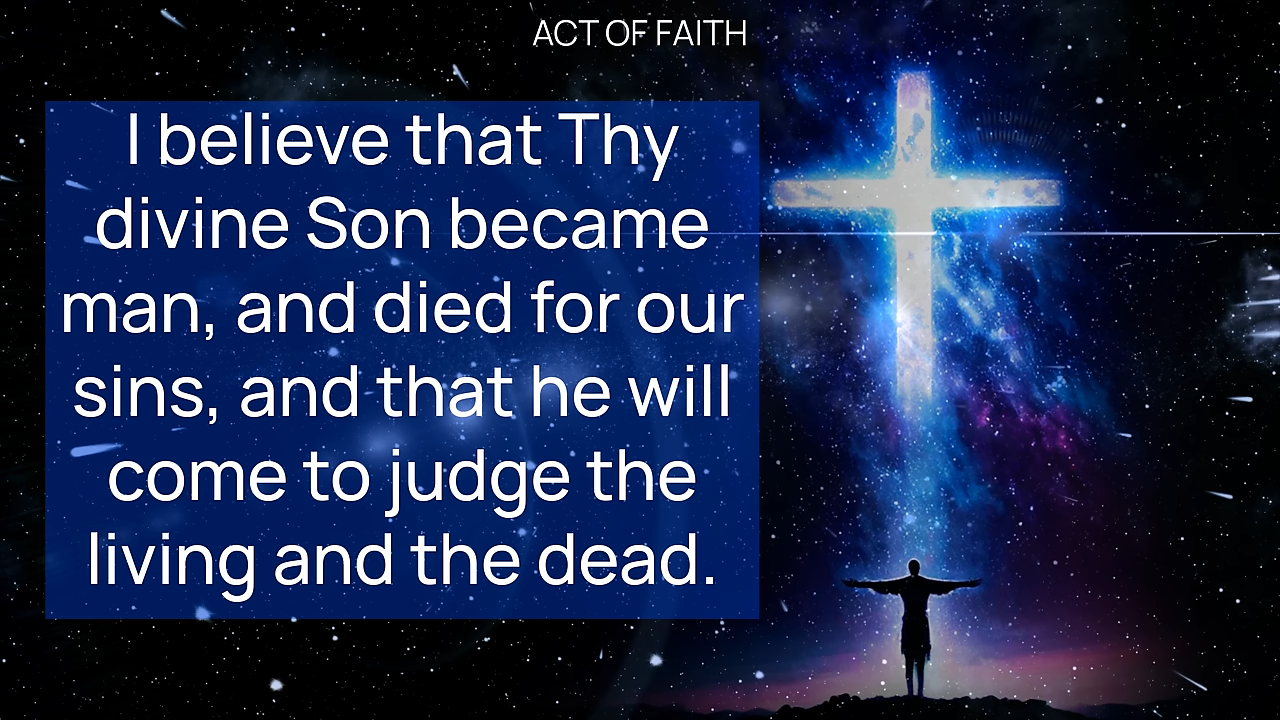 ACT OF FAITH
I believe that Thy
divine Son became
man, and died for our
sins, and that he will
come to judge the
living and the dead.